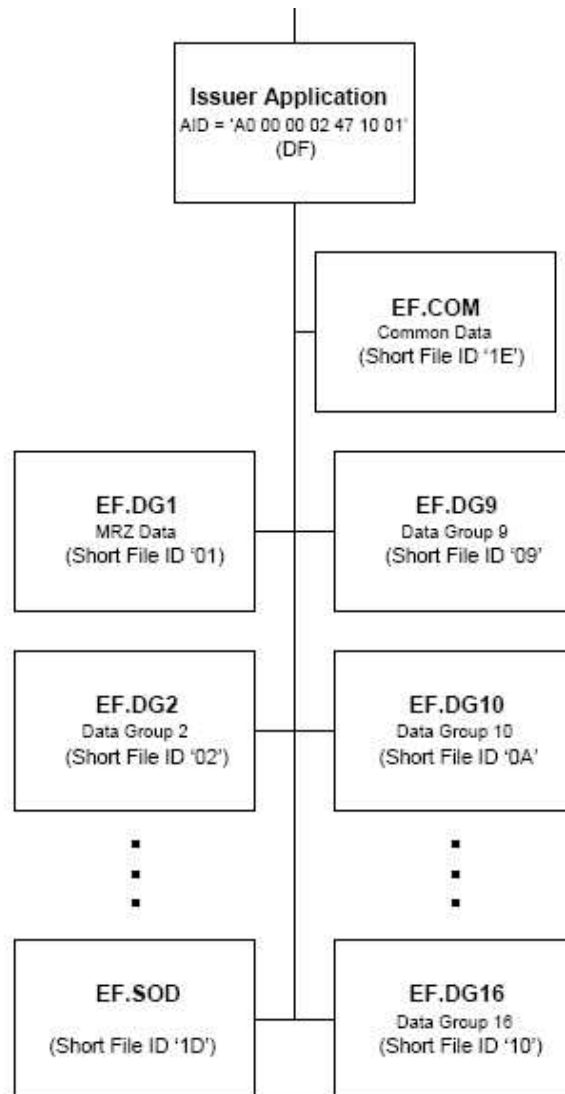 Issuer Application
AID = 'A0 00 00 02 47 10 01'
(DF)
EF.COM
Common Data
(Short File ID '1E')
EF.DG1
MRZ Data
(Short File ID '01)
EF.DG9
Data Group 9
(Short File ID '09'
EF.DG2
Data Group 2
(Short File ID '02')
EF.DG10
Data Group 10
(Short File ID '0A'
EF.SOD
(Short File ID '1D')
EF.DG16
Data Group 16
(Short File ID '10')